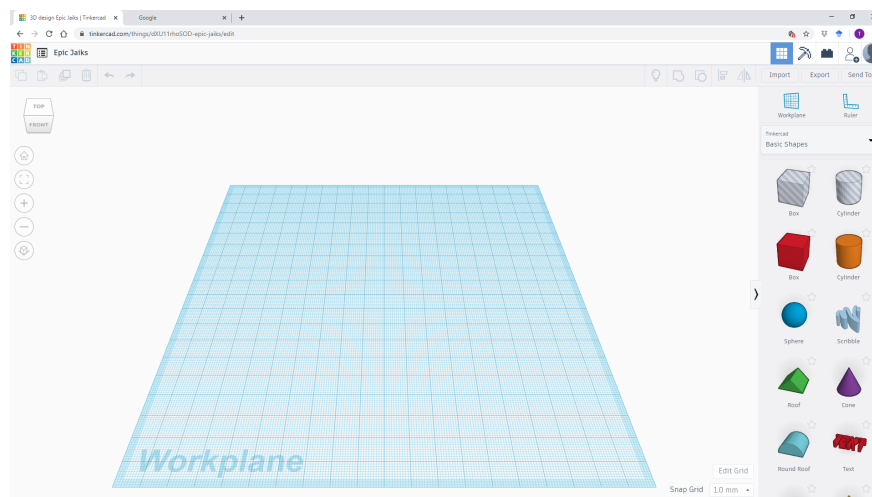 3D design Epic Jaiks | Tinkercad
Google
tinkercad.com/things/dXU11rhoSOD-epic-jaiks/edit
T
TIN
KER
CAD
Epic Jaiks
Import
Export
Send To
TOP
FRONT
Workplane
Ruler
Tinkercad
Basic Shapes
Box
Cylinder
Box
Cylinder
Sphere
Scribble
Roof
Cone
Round Roof
TEXT
Text
Workplane
Edit Grid
Snap Grid
1.0 mm